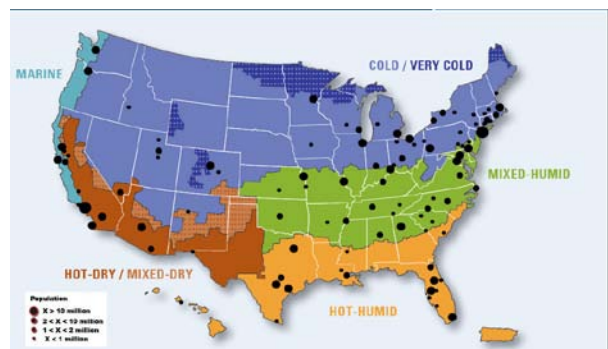 COLD / VERY COLD
MARINE
MIXED-HUMID
HOT-DRY / MIXED-DRY
HOT-HUMID
Population
X > 10 million
2 < X < 10 million
1 < X < 2 million
X < 1 million